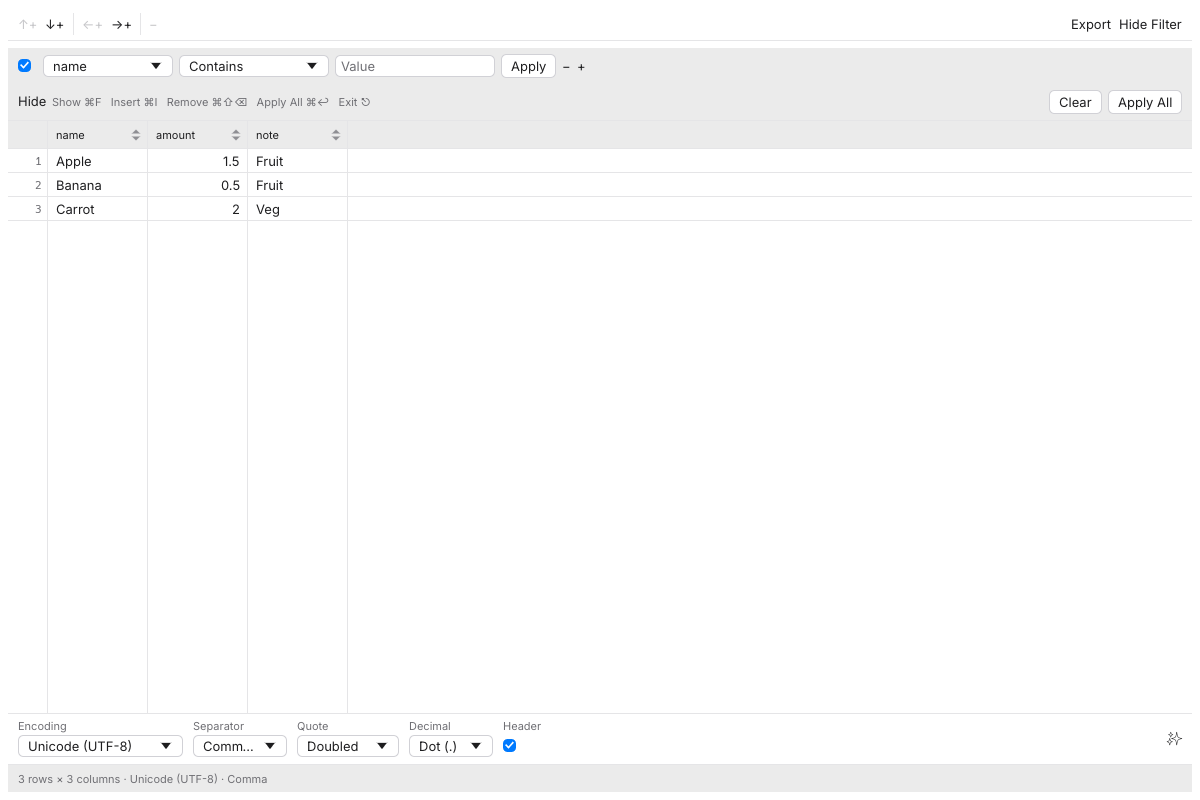 ↑+ ↓+ ←+ →+ − Export Hide Filter
name Contains Value Apply − +
Hide Show ⌘F Insert ⌘I Remove ⌘⇧⌫ Apply All ⌘↩ Exit ⎋ Clear Apply All
name amount note
1 Apple 1.5 Fruit
2 Banana 0.5 Fruit
3 Carrot 2 Veg
Encoding Separator Quote Decimal Header
Unicode (UTF-8) Comm... Doubled Dot (.)
3 rows × 3 columns · Unicode (UTF-8) · Comma